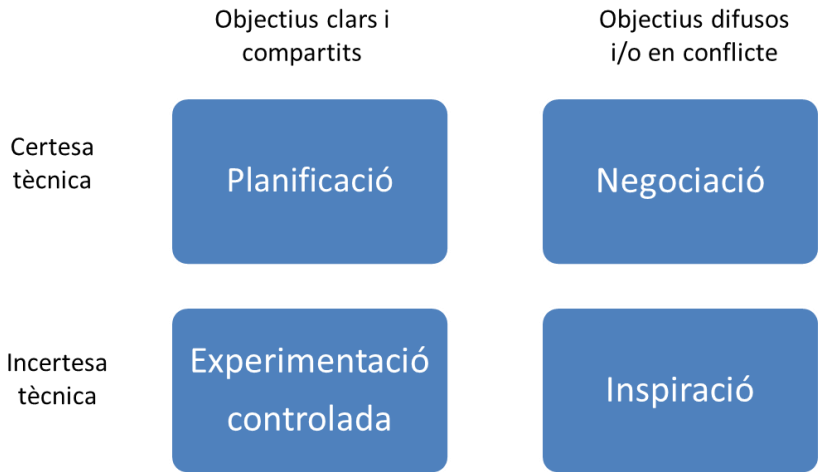 Objectius clars i
compartits
Objectius difusos
i/o en conflicte
Certesa
tècnica
Planificació
Negociació
Incertesa
tècnica
Experimentació
controlada
Inspiració